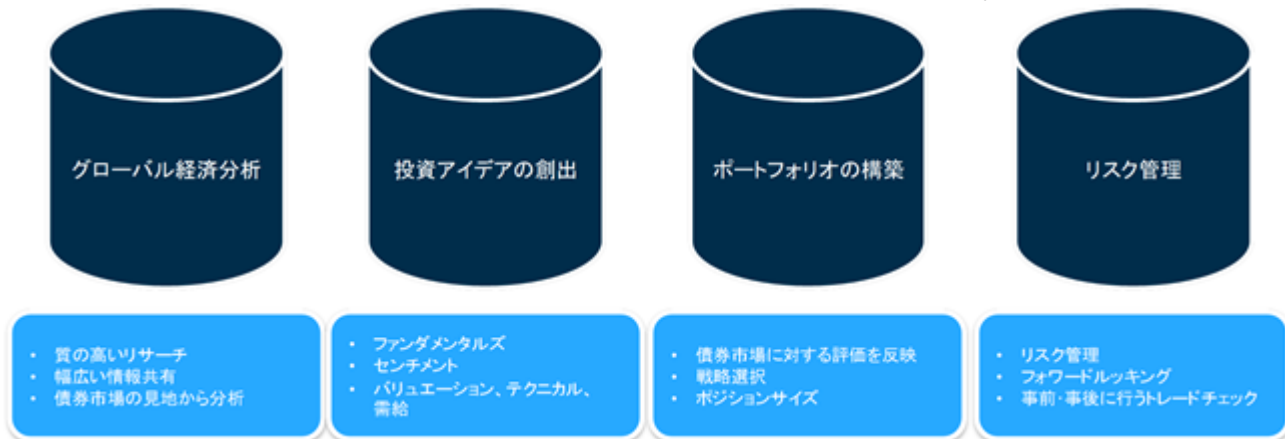 グローバル経済分析
投資アイデアの創出
ポートフォリオの構築
リスク管理
• 質の高いリサーチ
• 幅広い情報共有
• 債券市場の見地から分析
• ファンダメンタルズ
• センチメント
• バリュエーション、テクニカル、
需給
• 債券市場に対する評価を反映
• 戦略選択
• ポジションサイズ
• リスク管理
• フォワードルッキング
• 事前・事後に行うトレードチェック